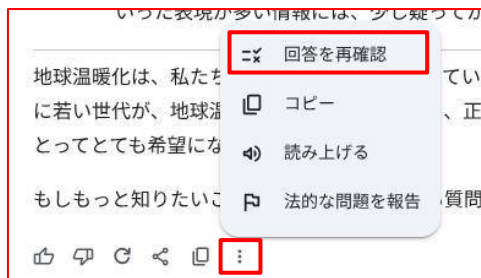 いった表現が多い情報には、少し疑ってか
地球温暖化は、私たち
てい
に若い世代が、地球温
、正
とってとても希望にな
もしもっと知りたいこ
質問
回答を再確認
コピー
読み上げる
法的な問題を報告